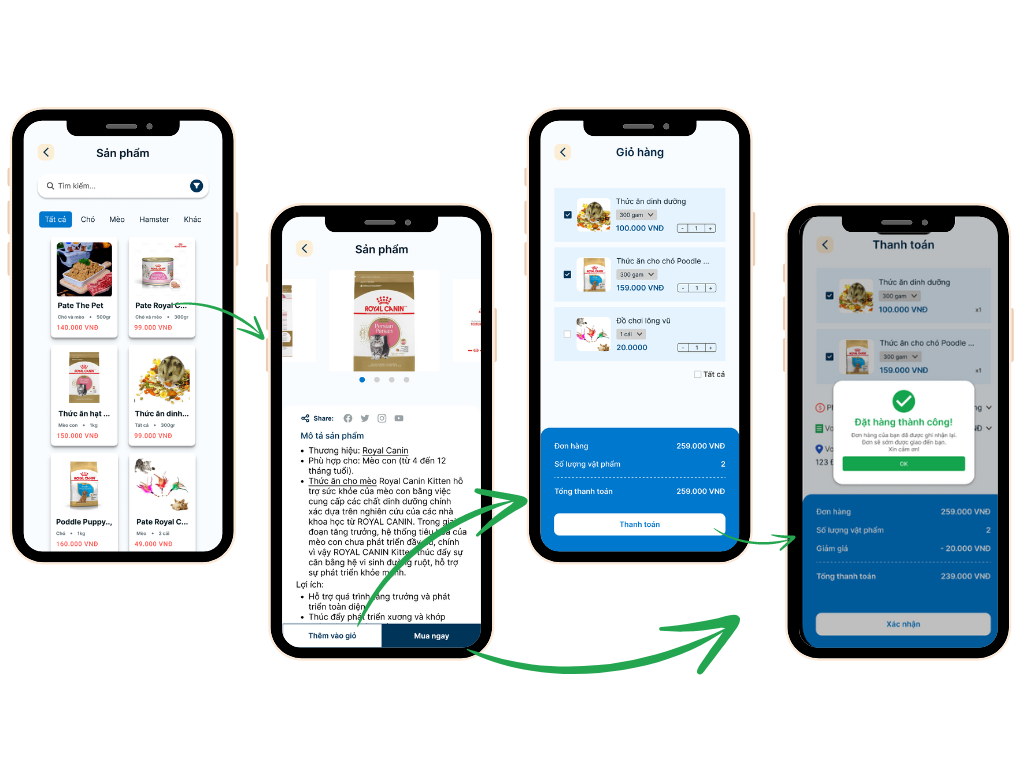 Sản phẩm
Tìm kiếm...
Tất cả Chó Mèo Hamster Khác
Pate The Pet
Chó và mèo • 500gr
140.000 VNĐ
Pate Royal C...
Chó và mèo • 380gr
99.000 VNĐ
Thức ăn hạt ...
Mèo con • 1kg
150.000 VNĐ
Thức ăn dinh...
Tất cả • 300gr
99.000 VNĐ
Poddle Puppy..,
Chó • 1kg
160.000 VNĐ
Pate Royal C...
Mèo • 2 cái
49.000 VNĐ
Sản phẩm
ROYAL CANIN
Persian
Share:
Mô tả sản phẩm
• Thương hiệu: Royal Canin
• Phù hợp cho: Mèo con (từ 4 đến 12
tháng tuổi).
• Thức ăn cho mèo Royal Canin Kitten hỗ
trợ sức khỏe của mèo con bằng việc
cung cấp các chất dinh dưỡng chính
xác dựa trên nghiên cứu của các nhà
khoa học từ ROYAL CANIN. Trong giai
đoạn tăng trưởng, hệ thống tiêu hóa của
mèo con chưa phát triển đầy đủ, chính
vì vậy ROYAL CANIN Kitten thúc đẩy sự
cân bằng hệ vi sinh đường ruột, hỗ trợ
sự phát triển khỏe mạnh.
Lợi ích:
• Hỗ trợ quá trình tăng trưởng và phát
triển toàn diện
• Thúc đẩy phát triển xương và khớp
Thêm vào giỏ
Mua ngay
Giỏ hàng
Thức ăn dinh dưỡng
300 gam
100.000 VNĐ
- 1 +
Thức ăn cho chó Poodle ...
300 gam
159.000 VNĐ
- 1 +
Đồ chơi lông vũ
1 cái
20.0000
- 1 +
Tất cả
Đơn hàng 259.000 VNĐ
Số lượng vật phẩm 2
Tổng thanh toán 259.000 VNĐ
Thanh toán
Thanh toán
Thức ăn dinh dưỡng
300 gam
100.000 VNĐ x1
Thức ăn cho chó Poodle ...
300 gam
159.000 VNĐ x1
Đặt hàng thành công!
Đơn hàng của bạn đã được ghi nhận tại.
Đơn sẽ sớm được giao đến bạn.
Xin cảm ơn!
OK
123 Đ
Đơn hàng 259.000 VNĐ
Số lượng vật phẩm 2
Giảm giá - 20.000 VNĐ
Tổng thanh toán 239.000 VNĐ
Xác nhận